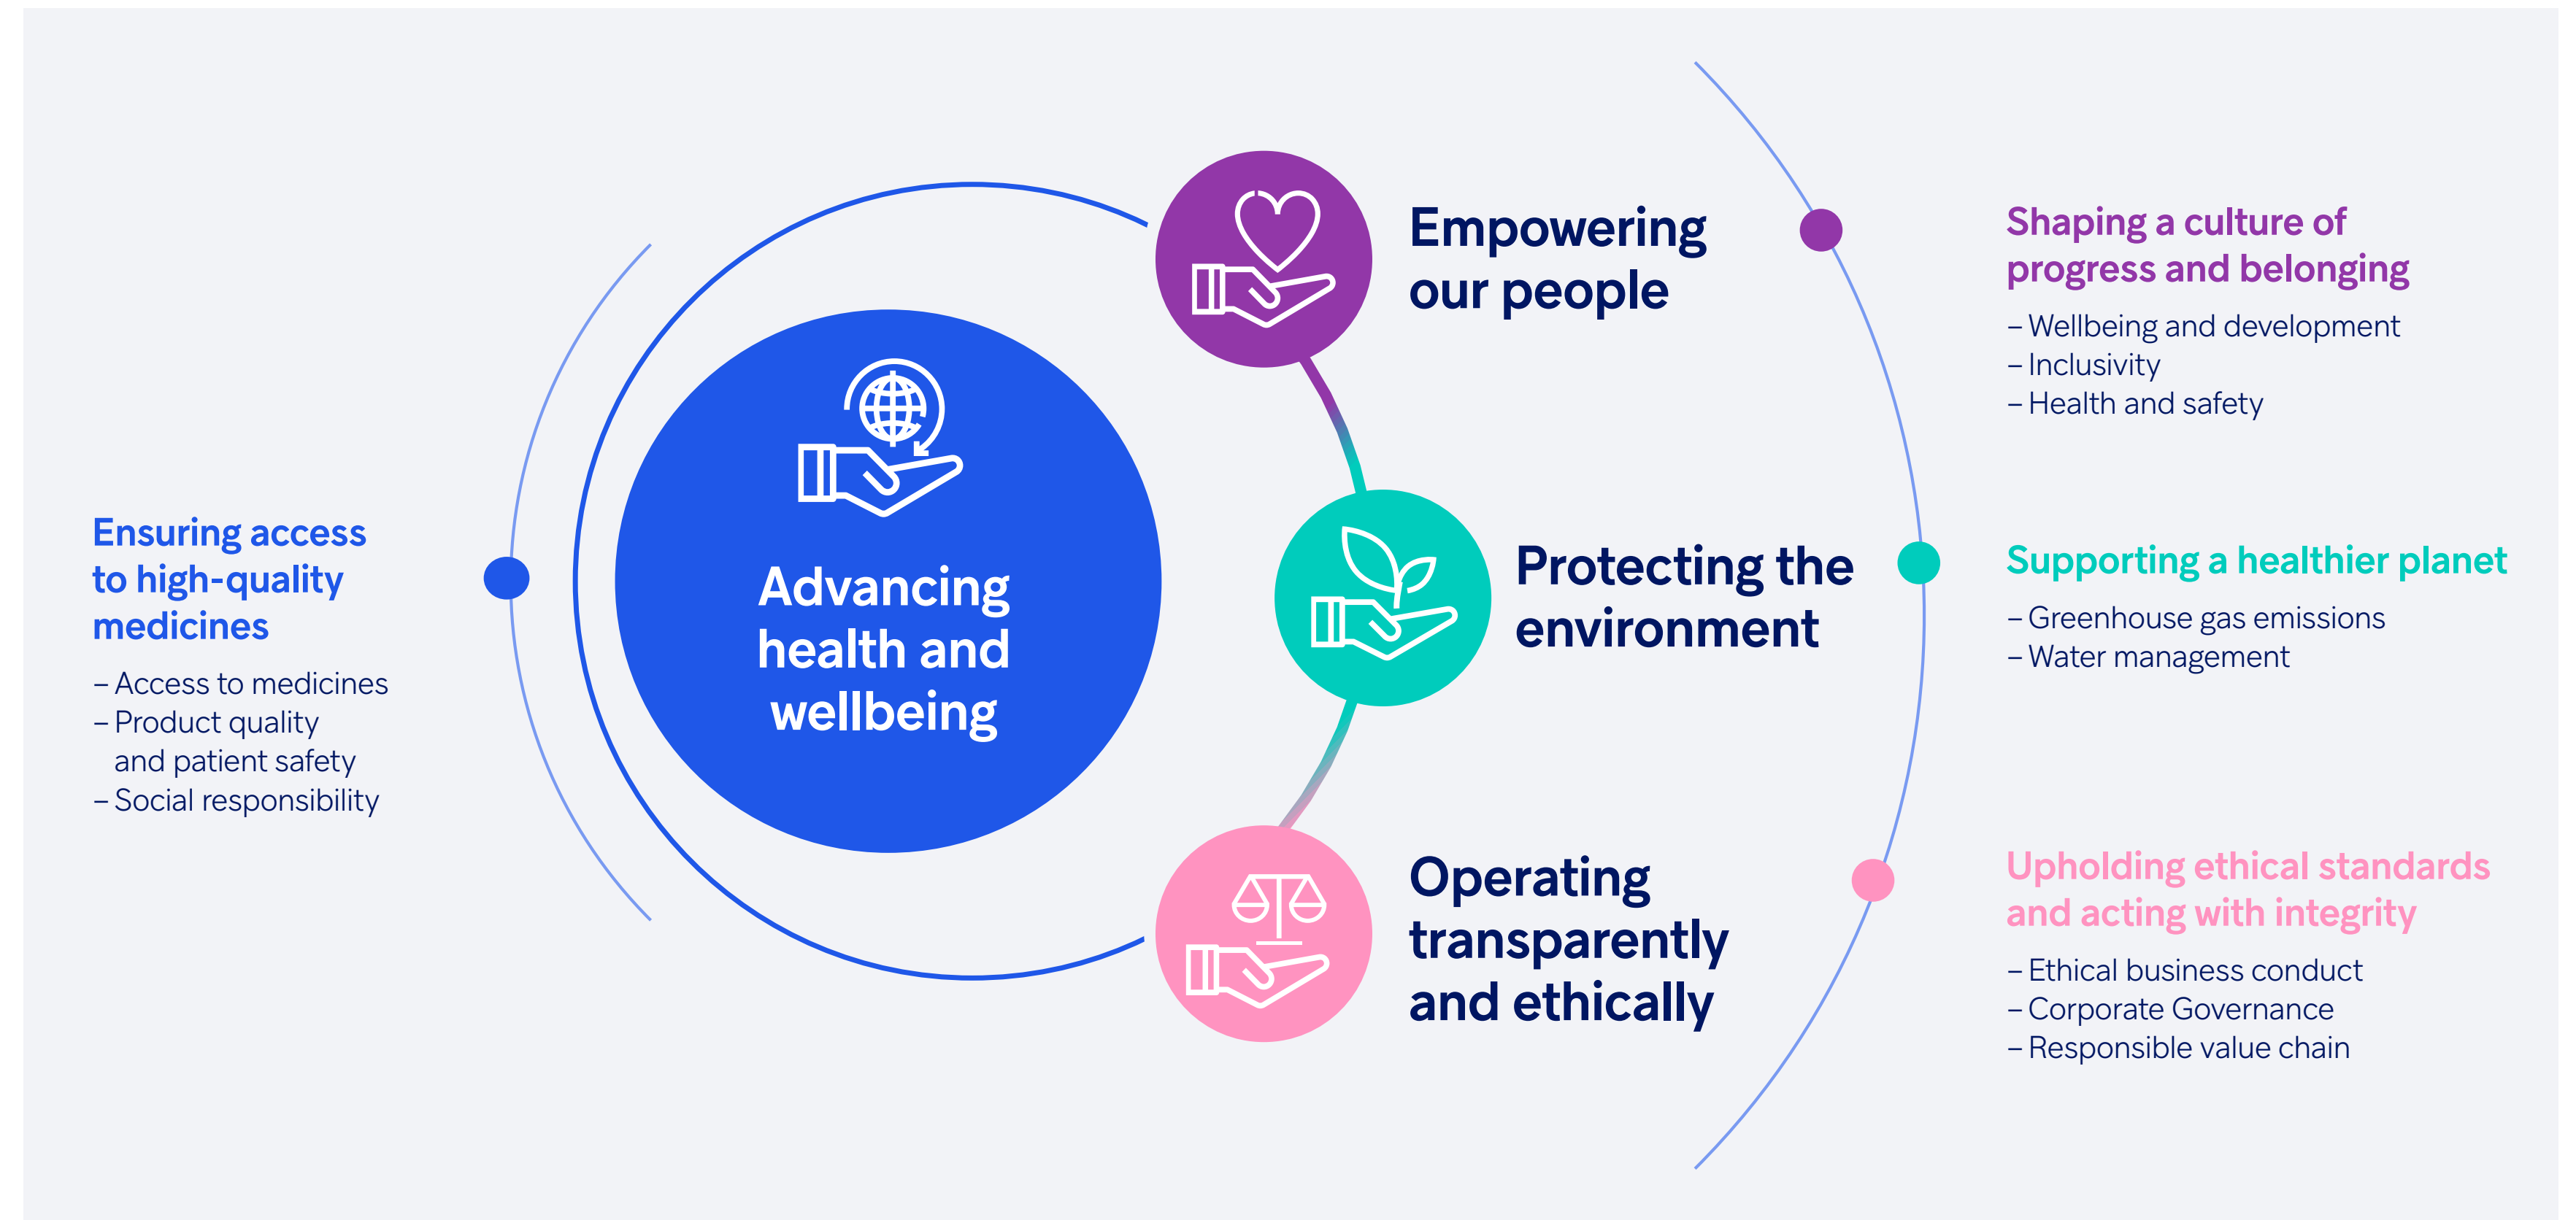 Ensuring access
to high-quality
medicines
– Access to medicines
– Product quality
and patient safety
– Social responsibility
Advancing
health and
wellbeing
Empowering
our people
Protecting the
environment
Operating
transparently
and ethically
Shaping a culture of
progress and belonging
– Wellbeing and development
– Inclusivity
– Health and safety
Supporting a healthier planet
– Greenhouse gas emissions
– Water management
Upholding ethical standards
and acting with integrity
– Ethical business conduct
– Corporate Governance
– Responsible value chain